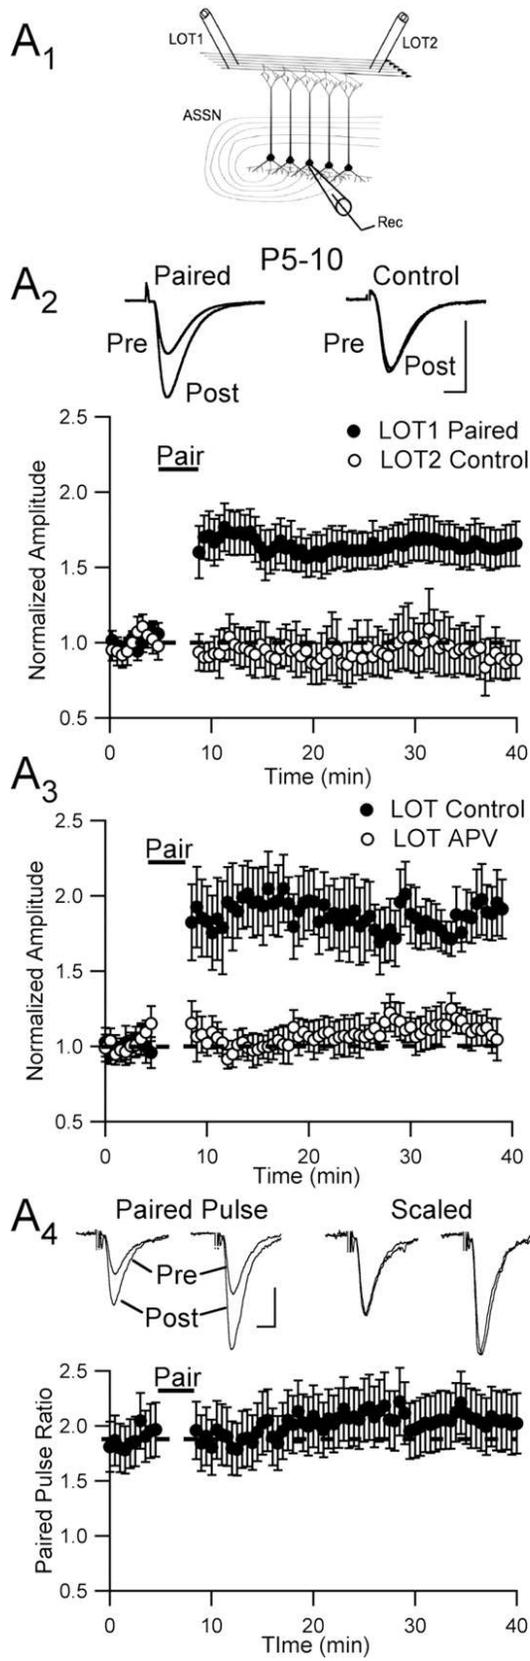 A1
LOT1
LOT2
ASSN
Rec
P5-10
A2
Paired
Control
Pre
Post
Pre
Post
LOT1 Paired
LOT2 Control
Pair
2.5
2.0
1.5
1.0
0.5
Normalized Amplitude
0 10 20 30 40
Time (min)
A3
LOT Control
LOT APV
Pair
2.5
2.0
1.5
1.0
0.5
Normalized Amplitude
0 10 20 30 40
Time (min)
A4
Paired Pulse
Scaled
Pre
Post
Pair
2.5
2.0
1.5
1.0
0.5
Paired Pulse Ratio
0 10 20 30 40
TIme (min)